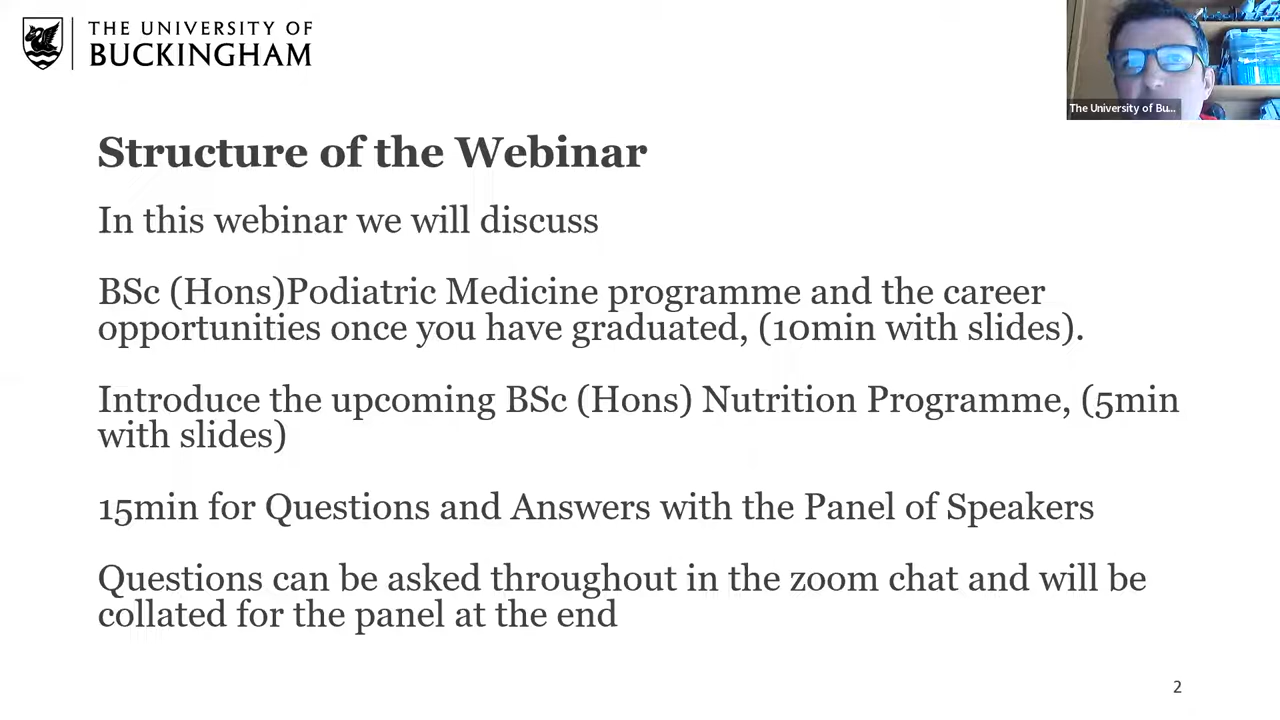 THE UNIVERSITY OF
BUCKINGHAM
The University of Bu...
Structure of the Webinar
In this webinar we will discuss
BSc (Hons)Podiatric Medicine programme and the career
opportunities once you have graduated, (10min with slides).
Introduce the upcoming BSc (Hons) Nutrition Programme, (5min
with slides)
15min for Questions and Answers with the Panel of Speakers
Questions can be asked throughout in the zoom chat and will be
collated for the panel at the end
2